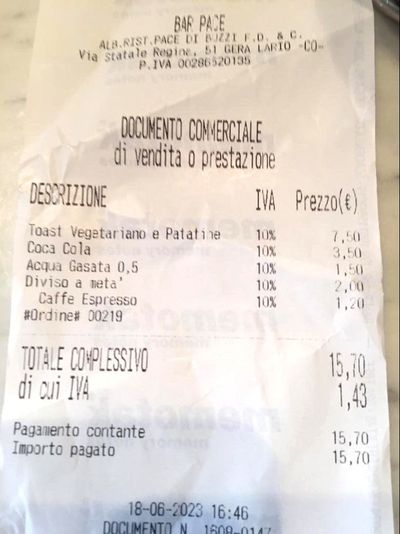 BAR PACE
ALB.RIST.PACE DI BUZZI F.D. & C.
Via Statale Regina, 51 GERA LARIO -CO-
P.IVA 00286520135
DOCUMENTO COMMERCIALE
di vendita o prestazione
DESCRIZIONE IVA Prezzo(€)
Toast Vegetariano e Patatine 10% 7,50
Coca Cola 10% 3,50
Acqua Gasata 0,5 10% 1,50
Diviso a meta' 10% 2,00
Caffe Espresso 10% 1,20
#Ordine# 00219
TOTALE COMPLESSIVO 15,70
di cui IVA 1,43
Pagamento contante 15,70
Importo pagato 15,70
18-06-2023 16:46
DOCUMENTO N. 1608-0147